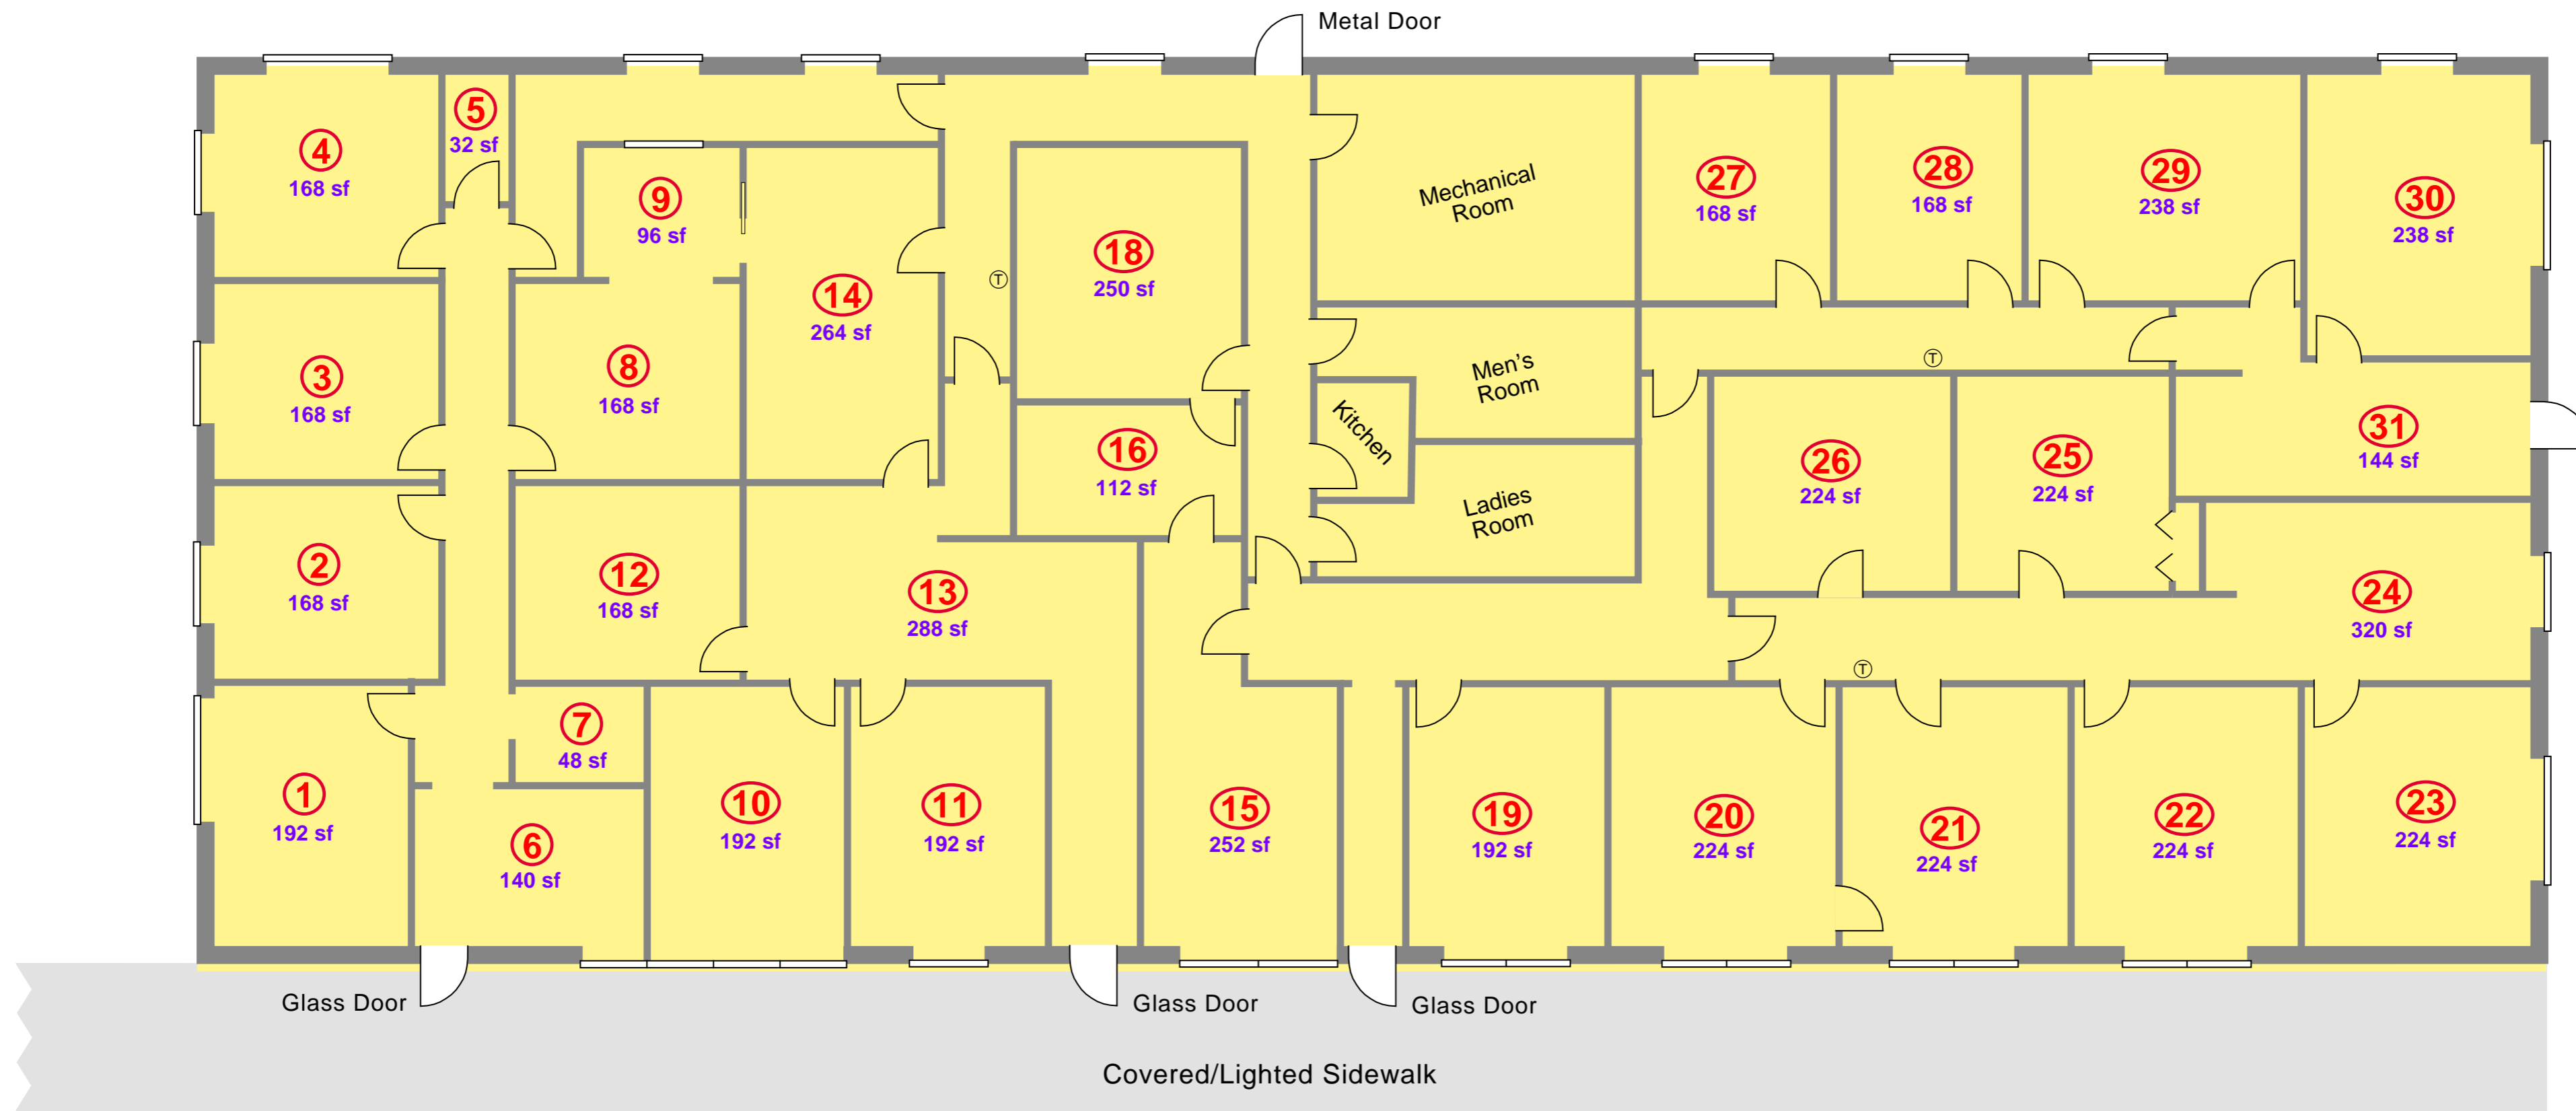 Metal Door
5
32 sf
4
168 sf
9
96 sf
18
250 sf
Mechanical
Room
27
168 sf
28
168 sf
29
238 sf
30
238 sf
T
14
264 sf
3
168 sf
8
168 sf
Men's
Room
T
Kitchen
16
112 sf
26
224 sf
25
224 sf
31
144 sf
Ladies
Room
2
168 sf
12
168 sf
13
288 sf
24
320 sf
T
7
48 sf
1
192 sf
6
140 sf
10
192 sf
11
192 sf
15
252 sf
19
192 sf
20
224 sf
21
224 sf
22
224 sf
23
224 sf
Glass Door
Glass Door
Glass Door
Covered/Lighted Sidewalk